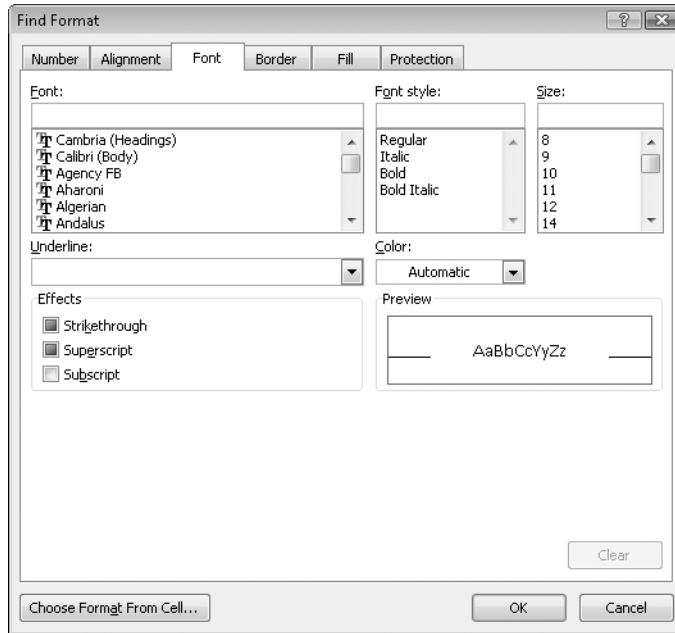 Find Format
Number Alignment Font Border Fill Protection
Font: Font style: Size:
Cambria (Headings) Regular 8
Calibri (Body) Italic 9
Agency FB Bold 10
Aharoni Bold Italic 11
Algerian 12
Andalus 14
Underline: Color:
Automatic
Effects Preview
Strikethrough
Superscript AaBbCcYyZz
Subscript
Clear
Choose Format From Cell... OK Cancel